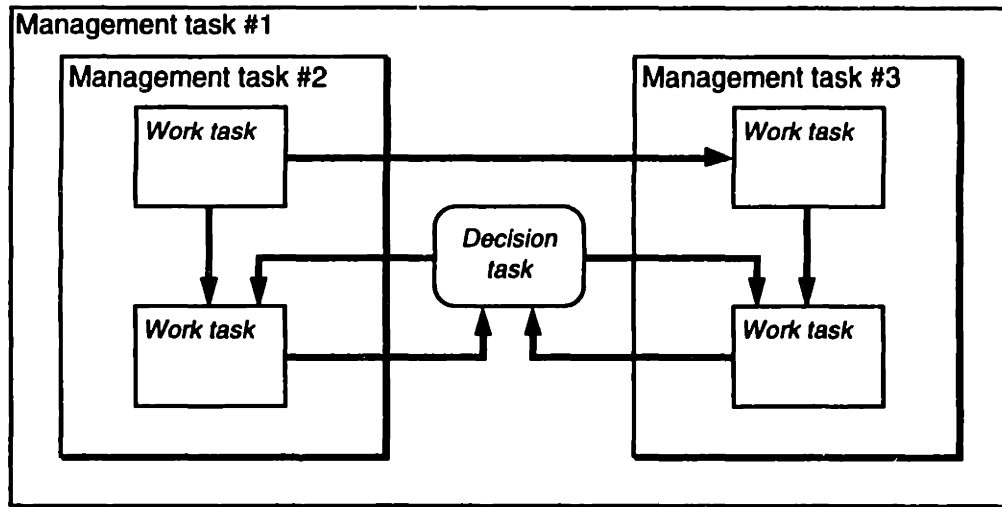 Management task #1
Management task #2
Management task #3
Work task
Work task
Decision
task
Work task
Work task